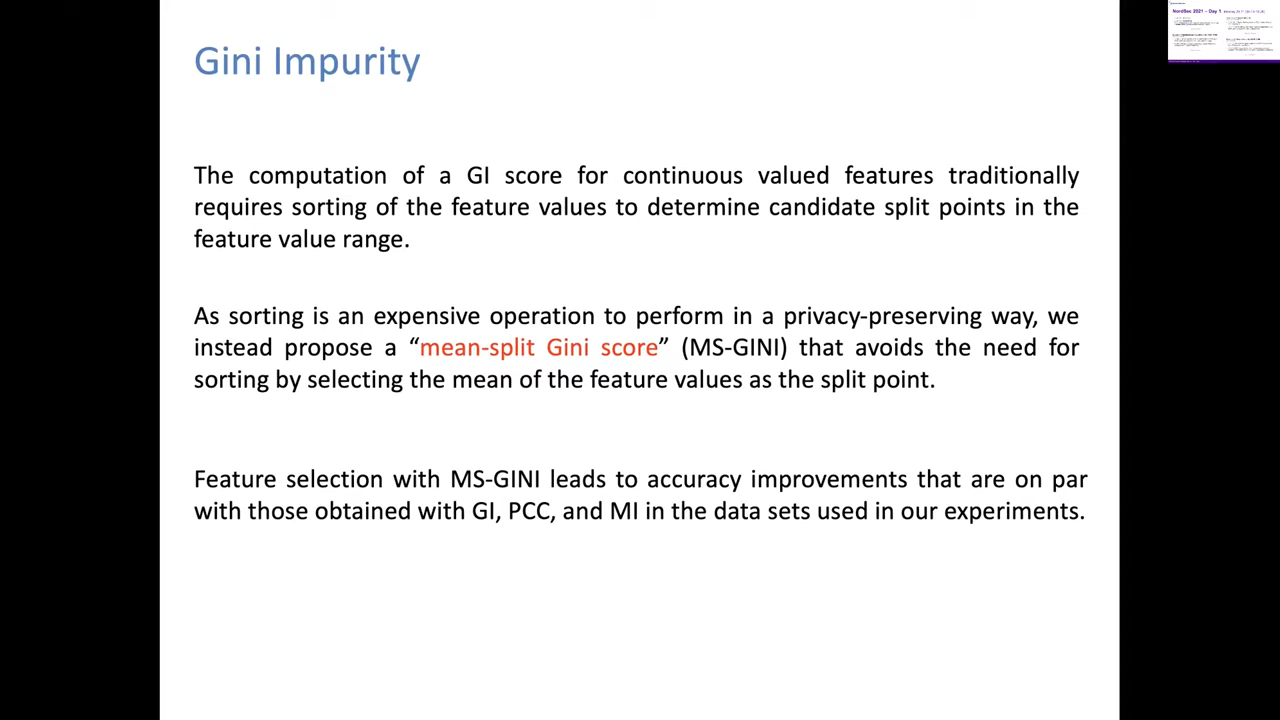 Gini Impurity
NordSec 2021 – Day 1
The computation of a GI score for continuous valued features traditionally
requires sorting of the feature values to determine candidate split points in the
feature value range.
As sorting is an expensive operation to perform in a privacy-preserving way, we
instead propose a “mean-split Gini score” (MS-GINI) that avoids the need for
sorting by selecting the mean of the feature values as the split point.
Feature selection with MS-GINI leads to accuracy improvements that are on par
with those obtained with GI, PCC, and MI in the data sets used in our experiments.